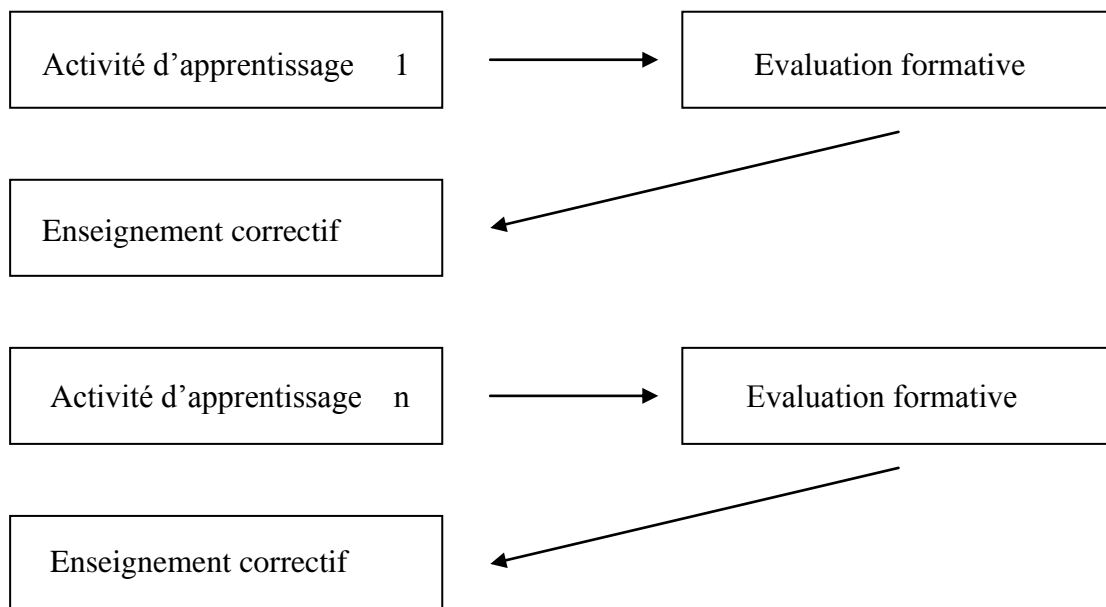 Activité d’apprentissage 1
Evaluation formative
Enseignement correctif
Activité d’apprentissage n
Evaluation formative
Enseignement correctif